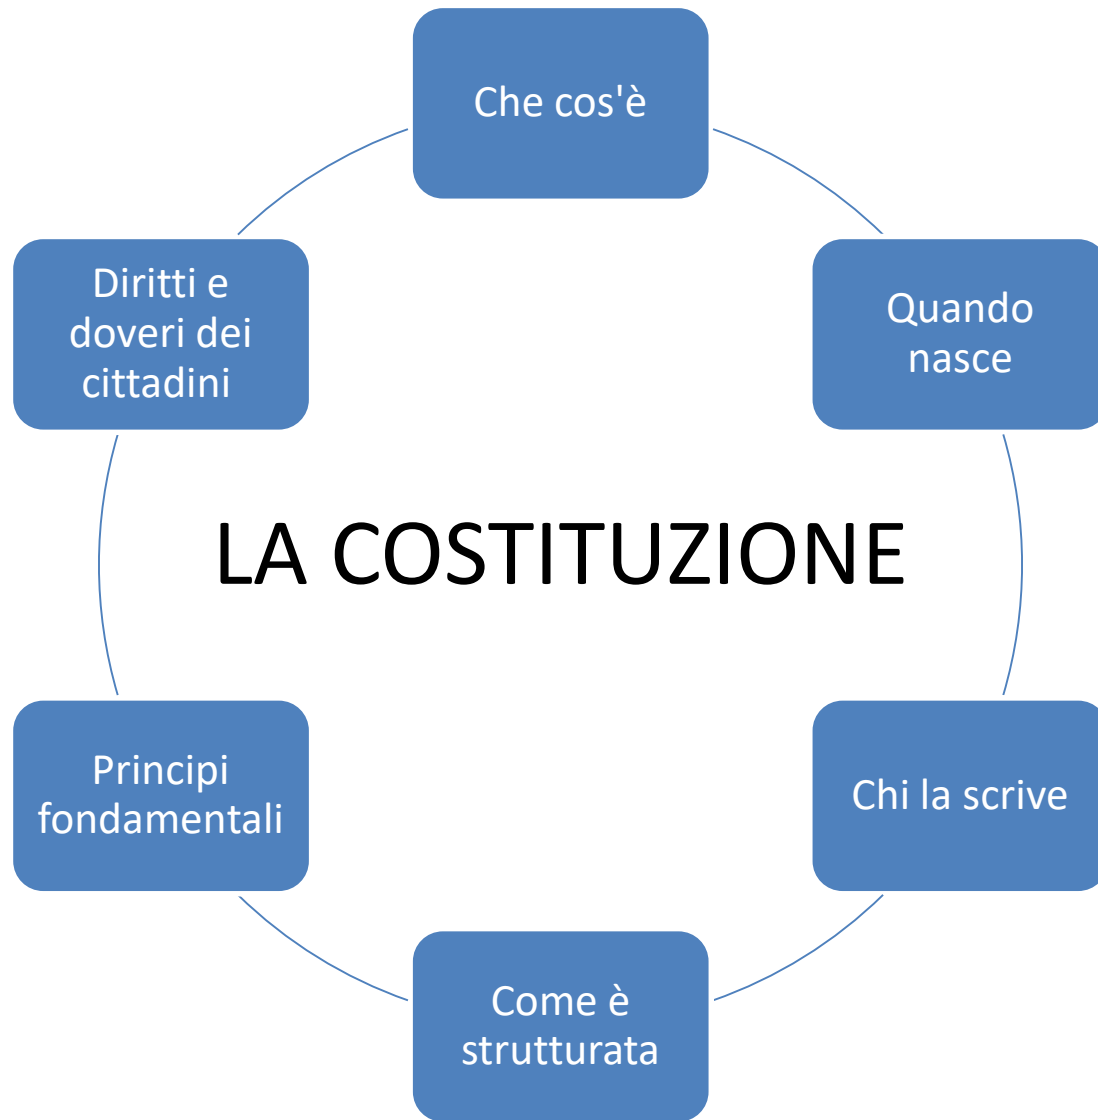 Che cos'è
Quando
nasce
Chi la scrive
Come è
strutturata
Principi
fondamentali
Diritti e
doveri dei
cittadini
LA COSTITUZIONE